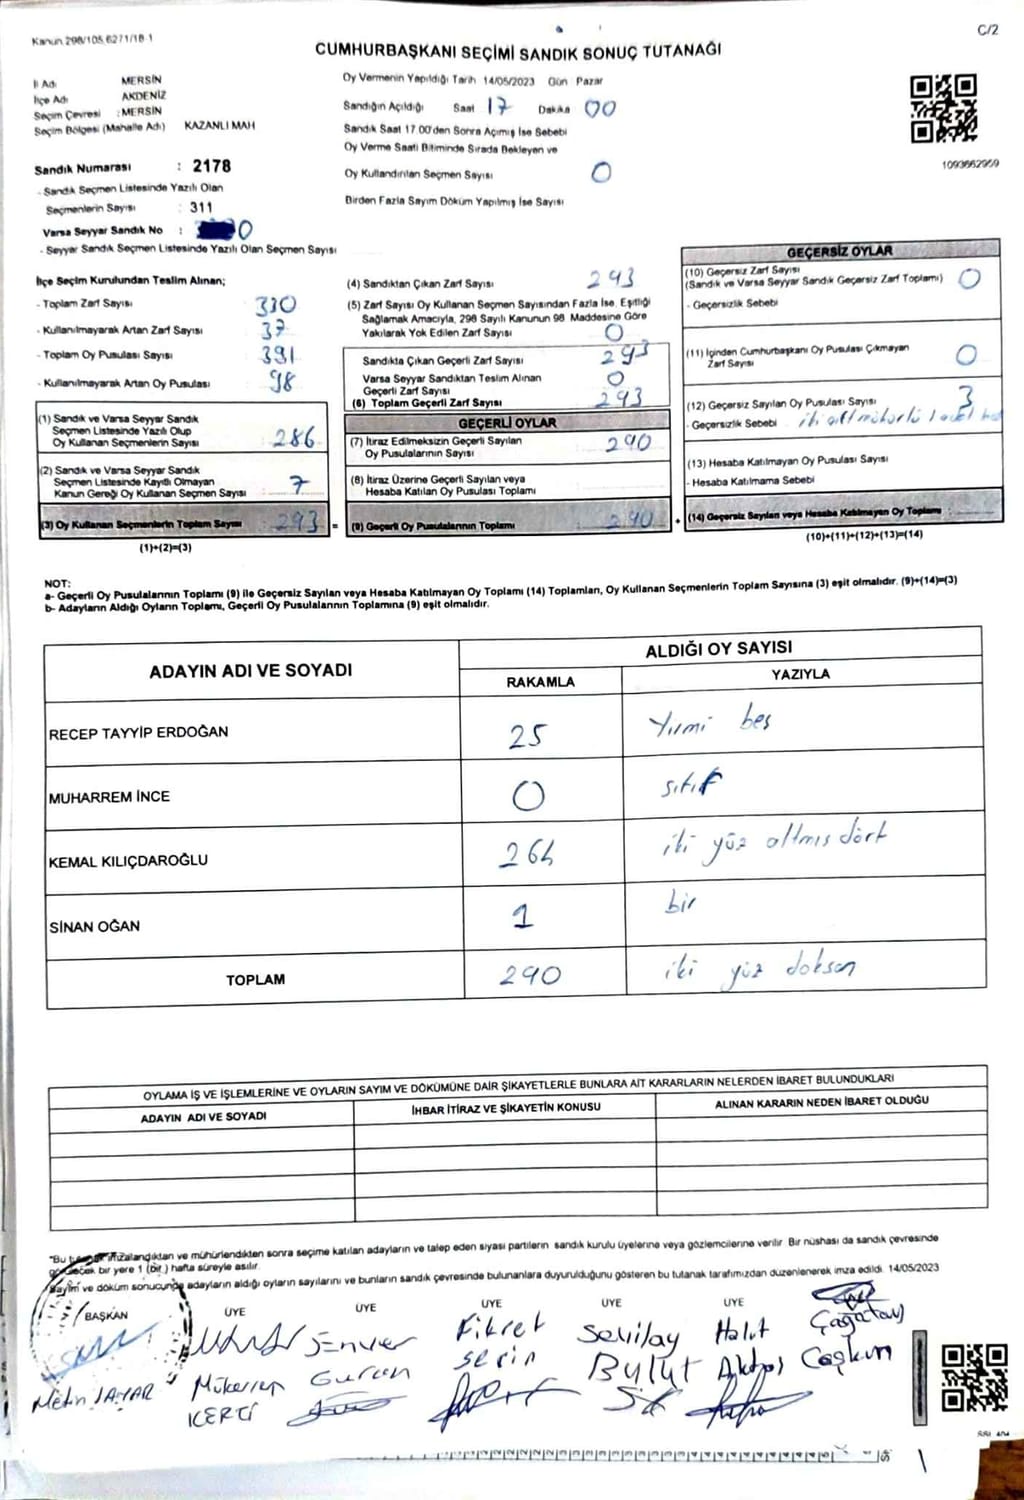 Kanun 298/105,6271/18-1
C/2
CUMHURBAŞKANI SEÇİMİ SANDIK SONUÇ TUTANAĞI
İl Adı MERSİN
İlçe Adı AKDENİZ
Seçim Çevresi : MERSİN
Seçim Bölgesi (Mahalle Adı) KAZANLI MAH
Sandık Numarası : 2178
- Sandık Seçmen Listesinde Yazılı Olan
Seçmenlerin Sayısı : 311
Varsa Seyyar Sandık No : 0
- Seyyar Sandık Seçmen Listesinde Yazılı Olan Seçmen Sayısı
Oy Vermenin Yapıldığı Tarih 14/05/2023 Gün Pazar
Sandığın Açıldığı Saat 17 Dakika 00
Sandık Saat 17.00'den Sonra Açımış İse Sebebi
Oy Verme Saati Bitiminde Sırada Bekleyen ve
Oy Kullandırılan Seçmen Sayısı 0
Birden Fazla Sayım Döküm Yapılmış İse Sayısı
1093662959
İlçe Seçim Kurulundan Teslim Alınan;
- Toplam Zarf Sayısı 330
- Kullanılmayarak Artan Zarf Sayısı 37
- Toplam Oy Pusulası Sayısı 391
- Kullanılmayarak Artan Oy Pusulası 98
(1) Sandık ve Varsa Seyyar Sandık
Seçmen Listesinde Yazılı Olup
Oy Kullanan Seçmenlerin Sayısı 286
(2) Sandık ve Varsa Seyyar Sandık
Seçmen Listesinde Kayıtlı Olmayan
Kanun Gereği Oy Kullanan Seçmen Sayısı 7
(3) Oy Kullanan Seçmenlerin Toplam Sayısı : 293 =
(1)+(2)=(3)
(4) Sandıktan Çıkan Zarf Sayısı 293
(5) Zarf Sayısı Oy Kullanan Seçmen Sayısından Fazla İse, Eşitliği
Sağlamak Amacıyla, 298 Sayılı Kanunun 98. Maddesine Göre
Yakılarak Yok Edilen Zarf Sayısı 0
Sandıkta Çıkan Geçerli Zarf Sayısı 293
Varsa Seyyar Sandıktan Teslim Alınan
Geçerli Zarf Sayısı 0
(6) Toplam Geçerli Zarf Sayısı 293
GEÇERLİ OYLAR
(7) İtiraz Edilmeksizin Geçerli Sayılan
Oy Pusulalarının Sayısı 290
(8) İtiraz Üzerine Geçerli Sayılan veya
Hesaba Katılan Oy Pusulası Toplamı
(9) Geçerli Oy Pusulalarının Toplamı : 290 +
GEÇERSİZ OYLAR
(10) Geçersiz Zarf Sayısı
(Sandık ve Varsa Seyyar Sandık Geçersiz Zarf Toplamı) 0
- Geçersizlik Sebebi
(11) İçinden Cumhurbaşkanı Oy Pusulası Çıkmayan
Zarf Sayısı 0
(12) Geçersiz Sayılan Oy Pusulası Sayısı 3
- Geçersizlik Sebebi iki
(13) Hesaba Katılmayan Oy Pusulası Sayısı
- Hesaba Katılmama Sebebi
(14) Geçersiz Sayılan veya Hesaba Katılmayan Oy Toplamı :
(10)+(11)+(12)+(13)=(14)
NOT:
a- Geçerli Oy Pusulalarının Toplamı (9) ile Geçersiz Sayılan veya Hesaba Katılmayan Oy Toplamı (14) Toplamları, Oy Kullanan Seçmenlerin Toplam Sayısına (3) eşit olmalıdır. (9)+(14)=(3)
b- Adayların Aldığı Oyların Toplamı, Geçerli Oy Pusulalarının Toplamına (9) eşit olmalıdır.
ADAYIN ADI VE SOYADI ALDIĞI OY SAYISI
RAKAMLA YAZIYLA
RECEP TAYYİP ERDOĞAN 25 Yirmi beş
MUHARREM İNCE 0 sıfır
KEMAL KILIÇDAROĞLU 264 iki yüz altmış dört
SİNAN OĞAN 1 bir
TOPLAM 290 iki yüz doksan
OYLAMA İŞ VE İŞLEMLERİNE VE OYLARIN SAYIM VE DÖKÜMÜNE DAİR ŞİKAYETLERLE BUNLARA AİT KARARLARIN NELERDEN İBARET BULUNDUKLARI
ADAYIN ADI VE SOYADI İHBAR İTİRAZ VE ŞİKAYETİN KONUSU ALINAN KARARIN NEDEN İBARET OLDUĞU
"Bu tutanak imzalandıktan ve mühürlendikten sonra seçime katılan adayların ve talep eden siyasi partilerin sandık kurulu üyelerine veya gözlemcilerine verilir. Bir nüshası da sandık çevresinde
görülecek bir yere 1 (bir) hafta süreyle asılır.
Sayım ve döküm sonucunda adayların aldığı oyların sayılarını ve bunların sandık çevresinde bulunanlara duyurulduğunu gösteren bu tutanak tarafımızdan düzenlenerek imza edildi. 14/05/2023
BAŞKAN ÜYE ÜYE ÜYE ÜYE ÜYE
Metin Mükerrem Gürcan Fikret Serin Sevilay Bulut Halit Aktaş Çağatay Coşkun